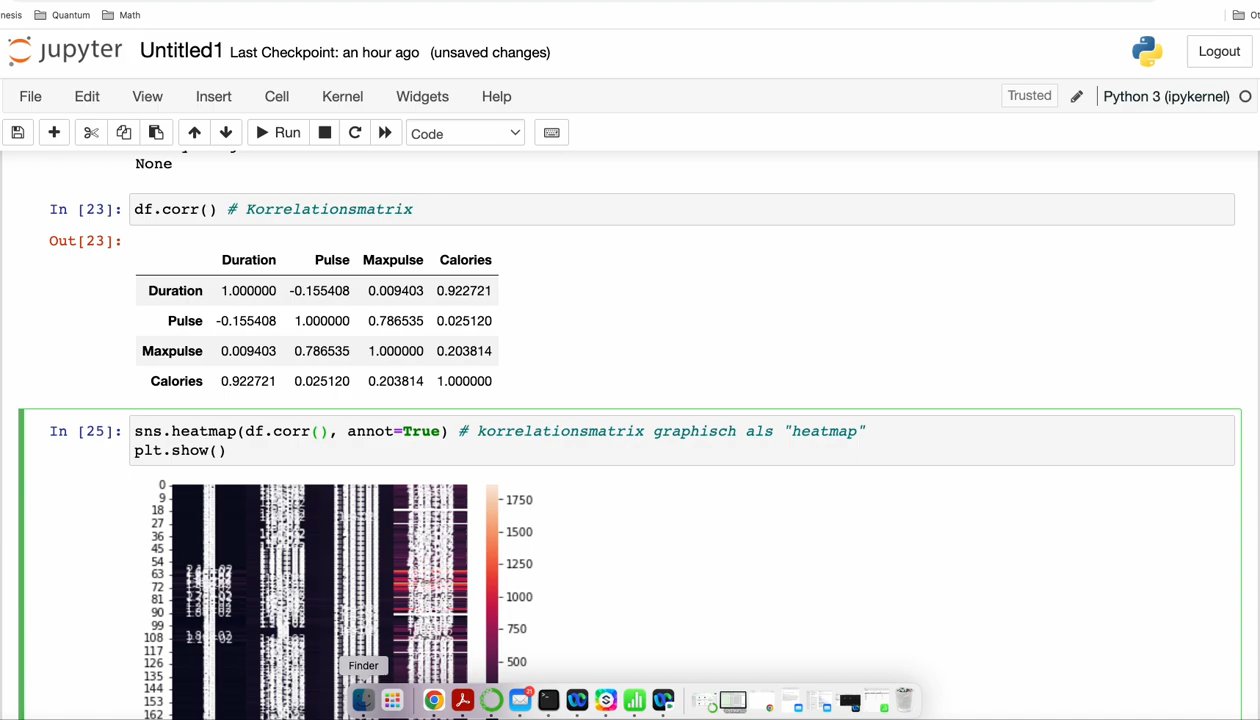 nesis Quantum Math Ot
jupyter Untitled1 Last Checkpoint: an hour ago (unsaved changes) Logout
File Edit View Insert Cell Kernel Widgets Help Trusted Python 3 (ipykernel)
Run Code
None
In [23]: df.corr() # Korrelationsmatrix
Out[23]:
Duration Pulse Maxpulse Calories
Duration 1.000000 -0.155408 0.009403 0.922721
Pulse -0.155408 1.000000 0.786535 0.025120
Maxpulse 0.009403 0.786535 1.000000 0.203814
Calories 0.922721 0.025120 0.203814 1.000000
In [25]: sns.heatmap(df.corr(), annot=True) # korrelationsmatrix graphisch als "heatmap"
plt.show()
0
9
18
27
36
45
54
63
72
81
90
99
108
117
126
135
144
153
162
1750
1500
1250
1000
750
500
Finder
21